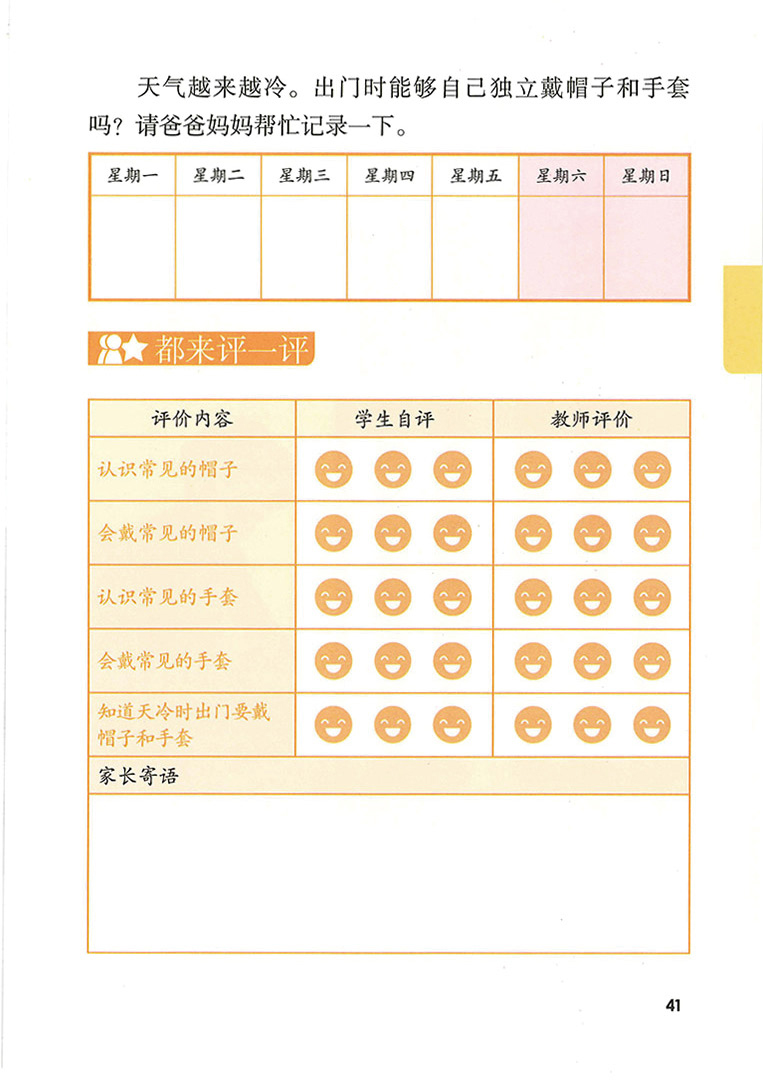 天气越来越冷。出门时能够自己独立戴帽子和手套
吗？请爸爸妈妈帮忙记录一下。
星期一 星期二 星期三 星期四 星期五 星期六 星期日
都来评一评
评价内容 学生自评 教师评价
认识常见的帽子
会戴常见的帽子
认识常见的手套
会戴常见的手套
知道天冷时出门要戴
帽子和手套
家长寄语
41